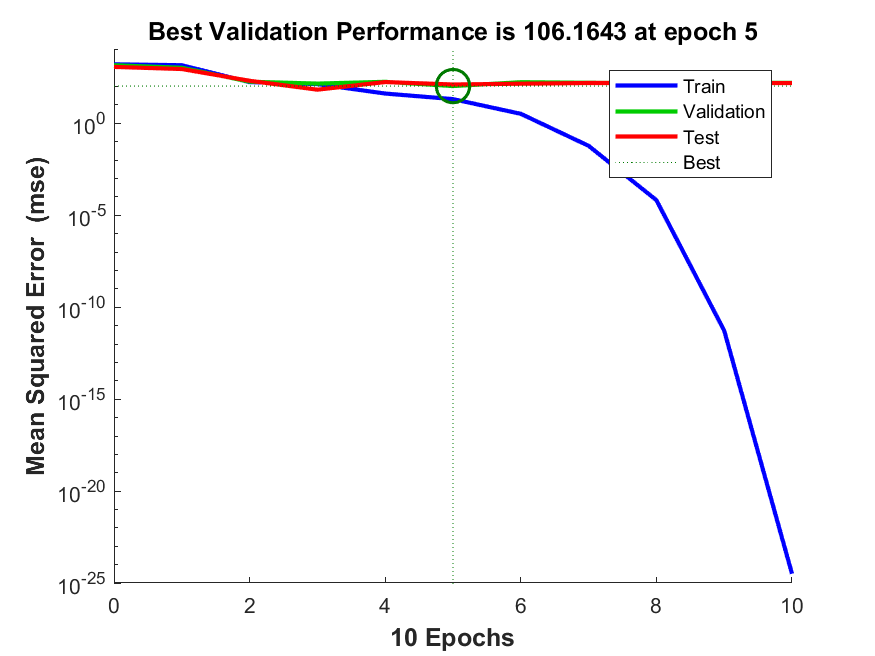 Best Validation Performance is 106.1643 at epoch 5
Mean Squared Error (mse)
10^0
10^-5
10^-10
10^-15
10^-20
10^-25
Train
Validation
Test
Best
0 2 4 6 8 10
10 Epochs